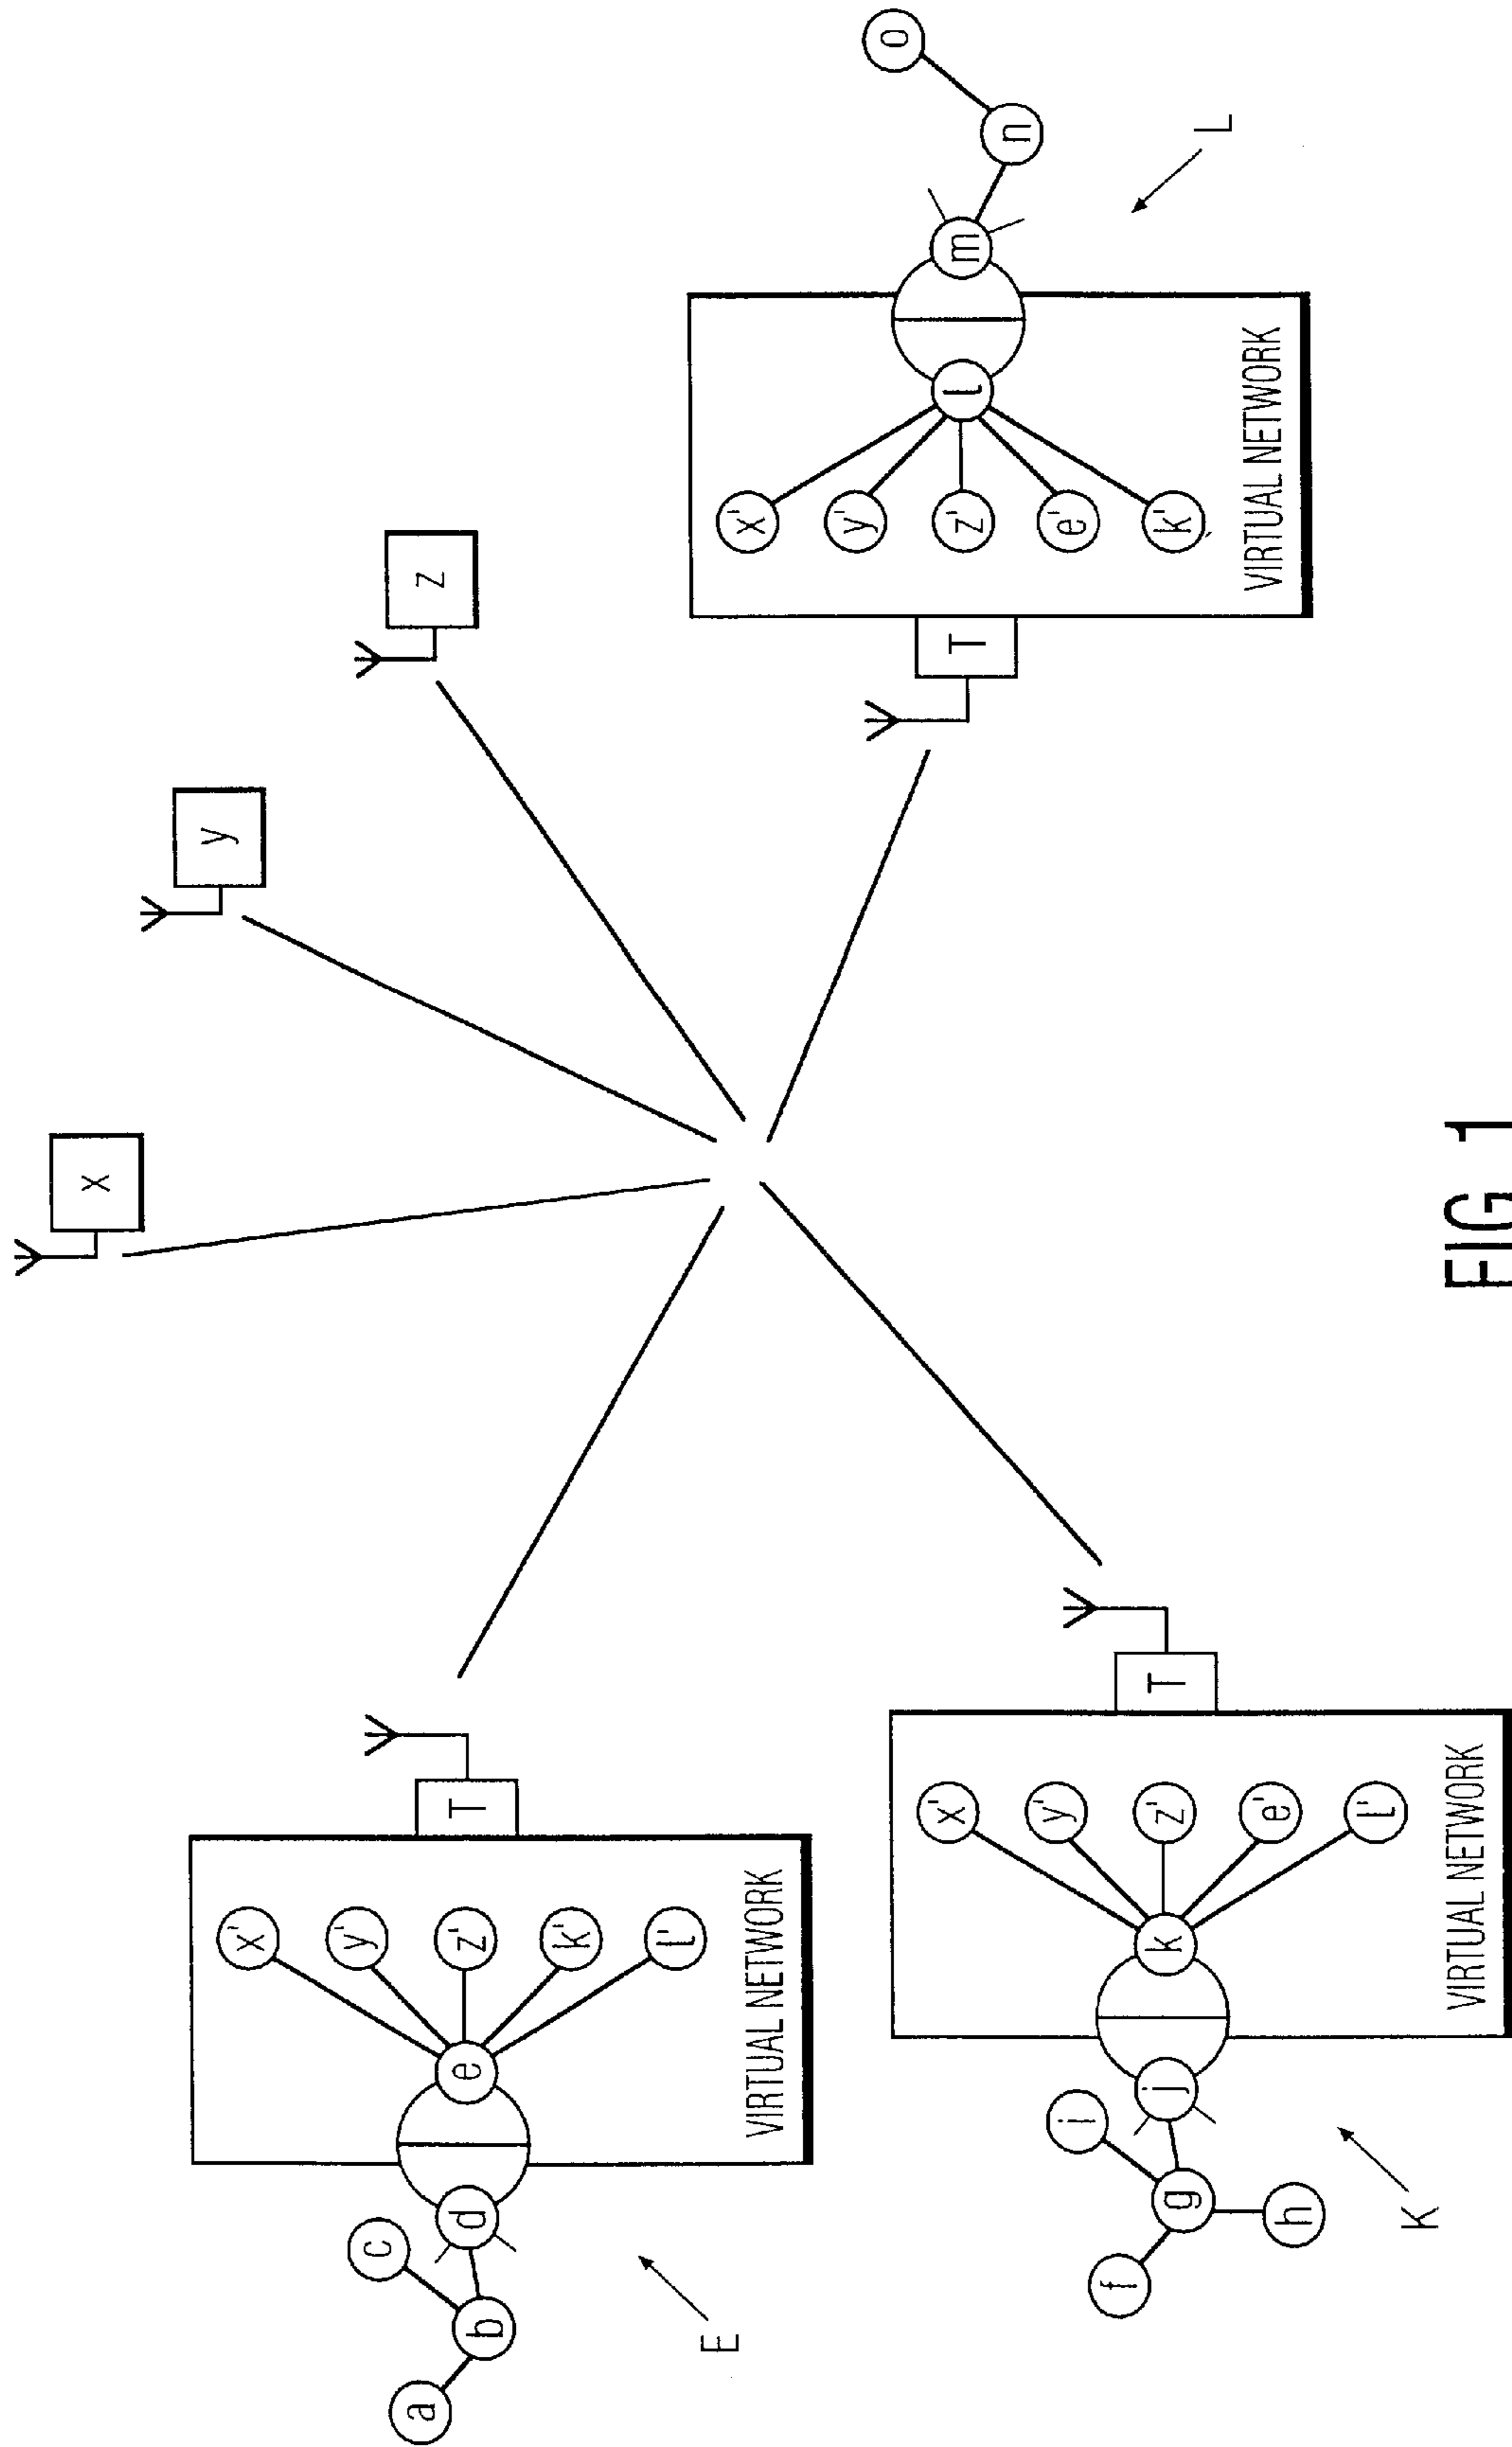 x
y
z
a
b
c
d
e
x'
y'
z'
k'
l'
T
VIRTUAL NETWORK
E
f
g
h
i
j
k
x'
y'
z'
e'
l'
T
VIRTUAL NETWORK
K
T
x'
y'
z'
e'
k'
l
m
n
o
VIRTUAL NETWORK
L
FIG 1